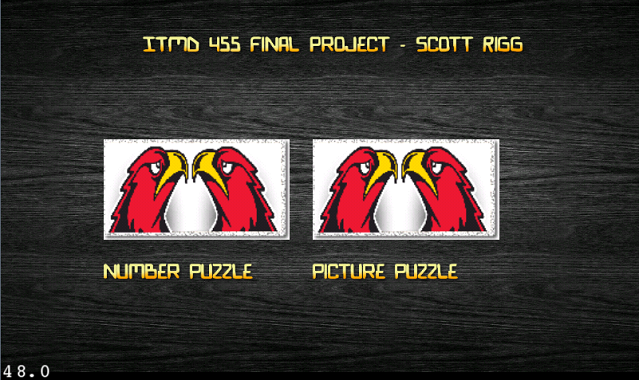 ITMD 455 FINAL PROJECT - SCOTT RIGG
NUMBER PUZZLE
PICTURE PUZZLE
48.0